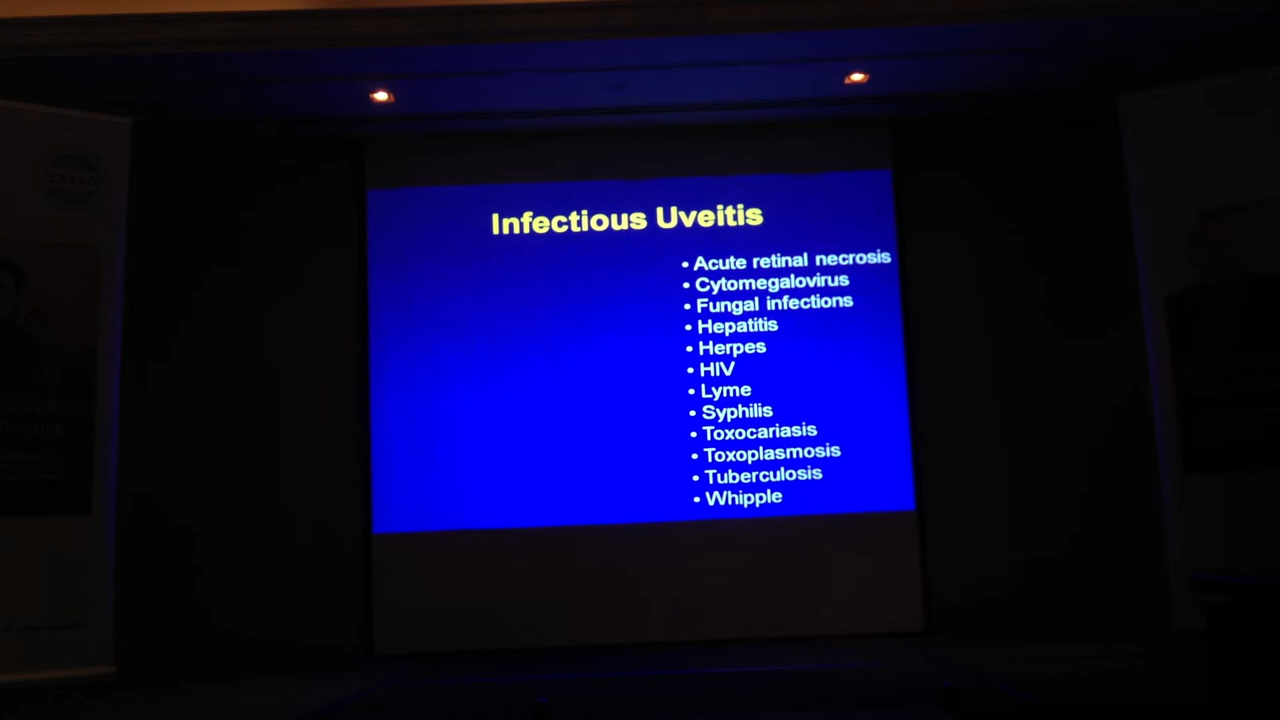 Infectious Uveitis
• Acute retinal necrosis
• Cytomegalovirus
• Fungal infections
• Hepatitis
• Herpes
• HIV
• Lyme
• Syphilis
• Toxocariasis
• Toxoplasmosis
• Tuberculosis
• Whipple